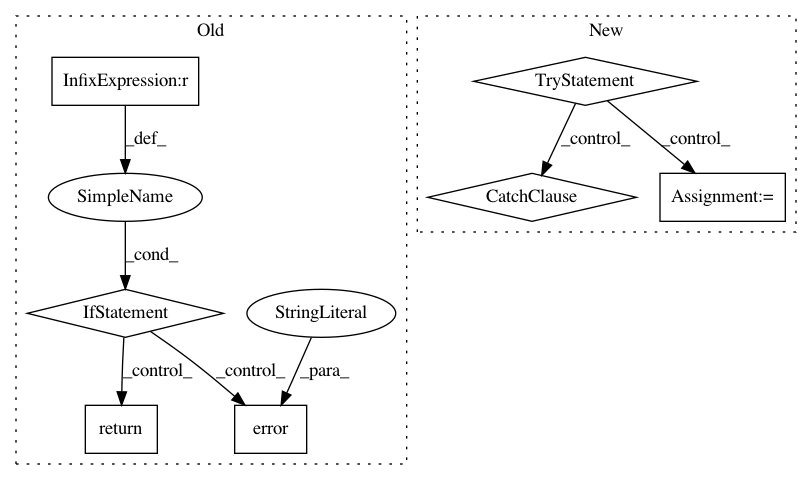 Old
New
InfixExpression:r
TryStatement
_def_
_control_
_control_
SimpleName
CatchClause
Assignment:=
_cond_
IfStatement
StringLiteral
_control_
_control_
_para_
return
error